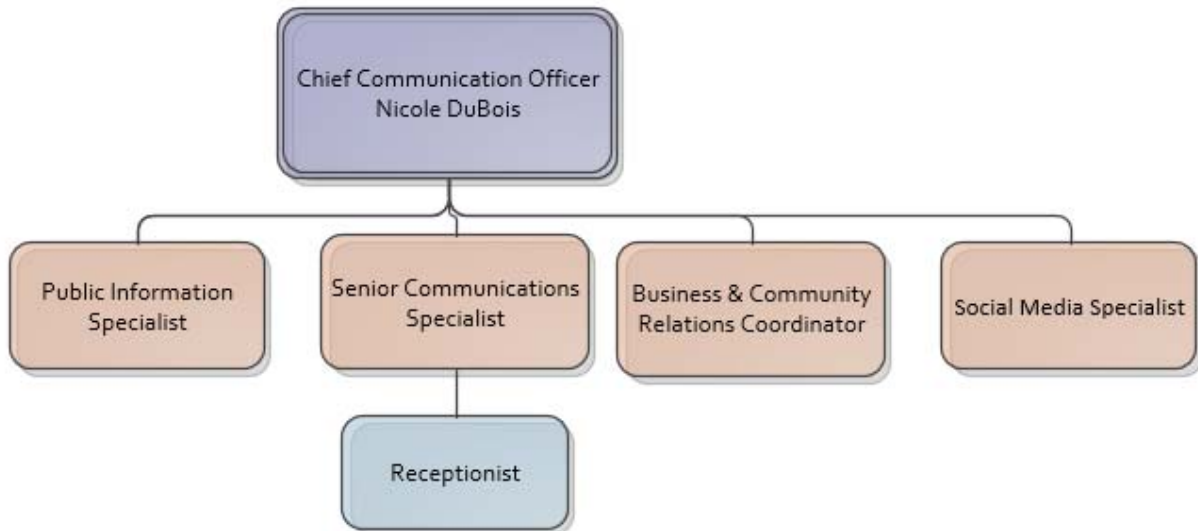 Chief Communication Officer
Nicole DuBois
Public Information
Specialist
Senior Communications
Specialist
Business & Community
Relations Coordinator
Social Media Specialist
Receptionist